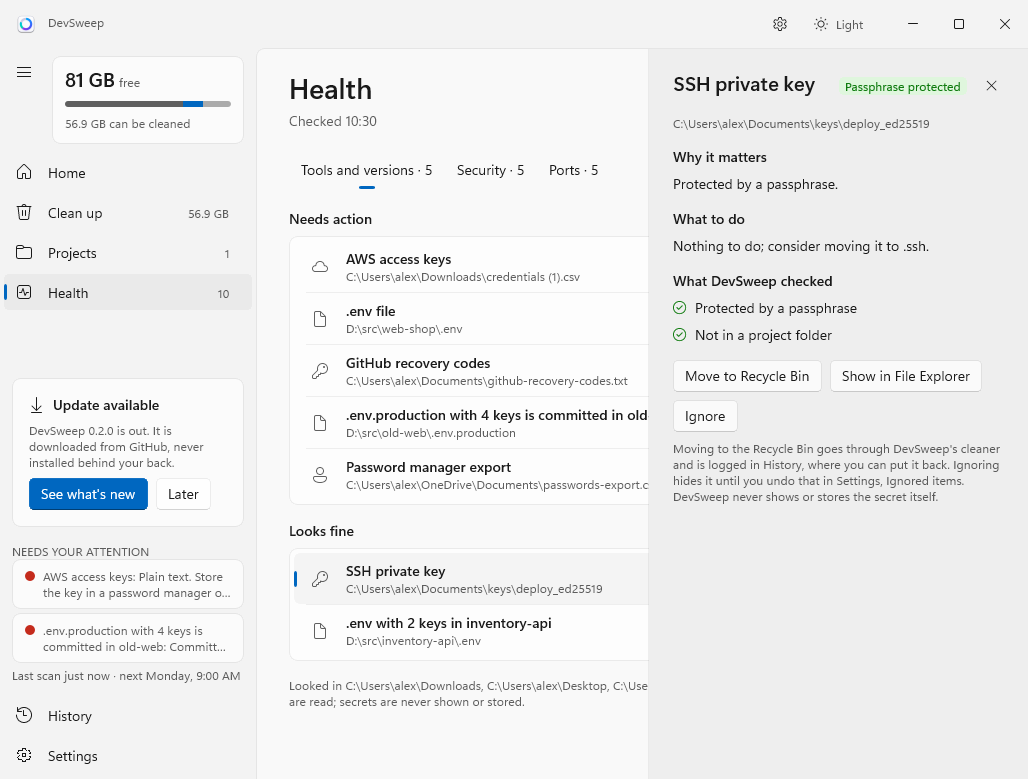 DevSweep
Light
81 GB free
56.9 GB can be cleaned
Home
Clean up 56.9 GB
Projects 1
Health 10
Update available
DevSweep 0.2.0 is out. It is
downloaded from GitHub, never
installed behind your back.
See what's new
Later
NEEDS YOUR ATTENTION
AWS access keys: Plain text. Store
the key in a password manager o...
.env.production with 4 keys is
committed in old-web: Committ...
Last scan just now · next Monday, 9:00 AM
History
Settings
Health
Checked 10:30
Tools and versions · 5
Security · 5
Ports · 5
Needs action
AWS access keys
C:\Users\alex\Downloads\credentials (1).csv
.env file
D:\src\web-shop\.env
GitHub recovery codes
C:\Users\alex\Documents\github-recovery-codes.txt
.env.production with 4 keys is committed in old-
D:\src\old-web\.env.production
Password manager export
C:\Users\alex\OneDrive\Documents\passwords-export.c
Looks fine
SSH private key
C:\Users\alex\Documents\keys\deploy_ed25519
.env with 2 keys in inventory-api
D:\src\inventory-api\.env
Looked in C:\Users\alex\Downloads, C:\Users\alex\Desktop, C:\Use
are read; secrets are never shown or stored.
SSH private key
Passphrase protected
C:\Users\alex\Documents\keys\deploy_ed25519
Why it matters
Protected by a passphrase.
What to do
Nothing to do; consider moving it to .ssh.
What DevSweep checked
Protected by a passphrase
Not in a project folder
Move to Recycle Bin
Show in File Explorer
Ignore
Moving to the Recycle Bin goes through DevSweep's cleaner
and is logged in History, where you can put it back. Ignoring
hides it until you undo that in Settings, Ignored items.
DevSweep never shows or stores the secret itself.